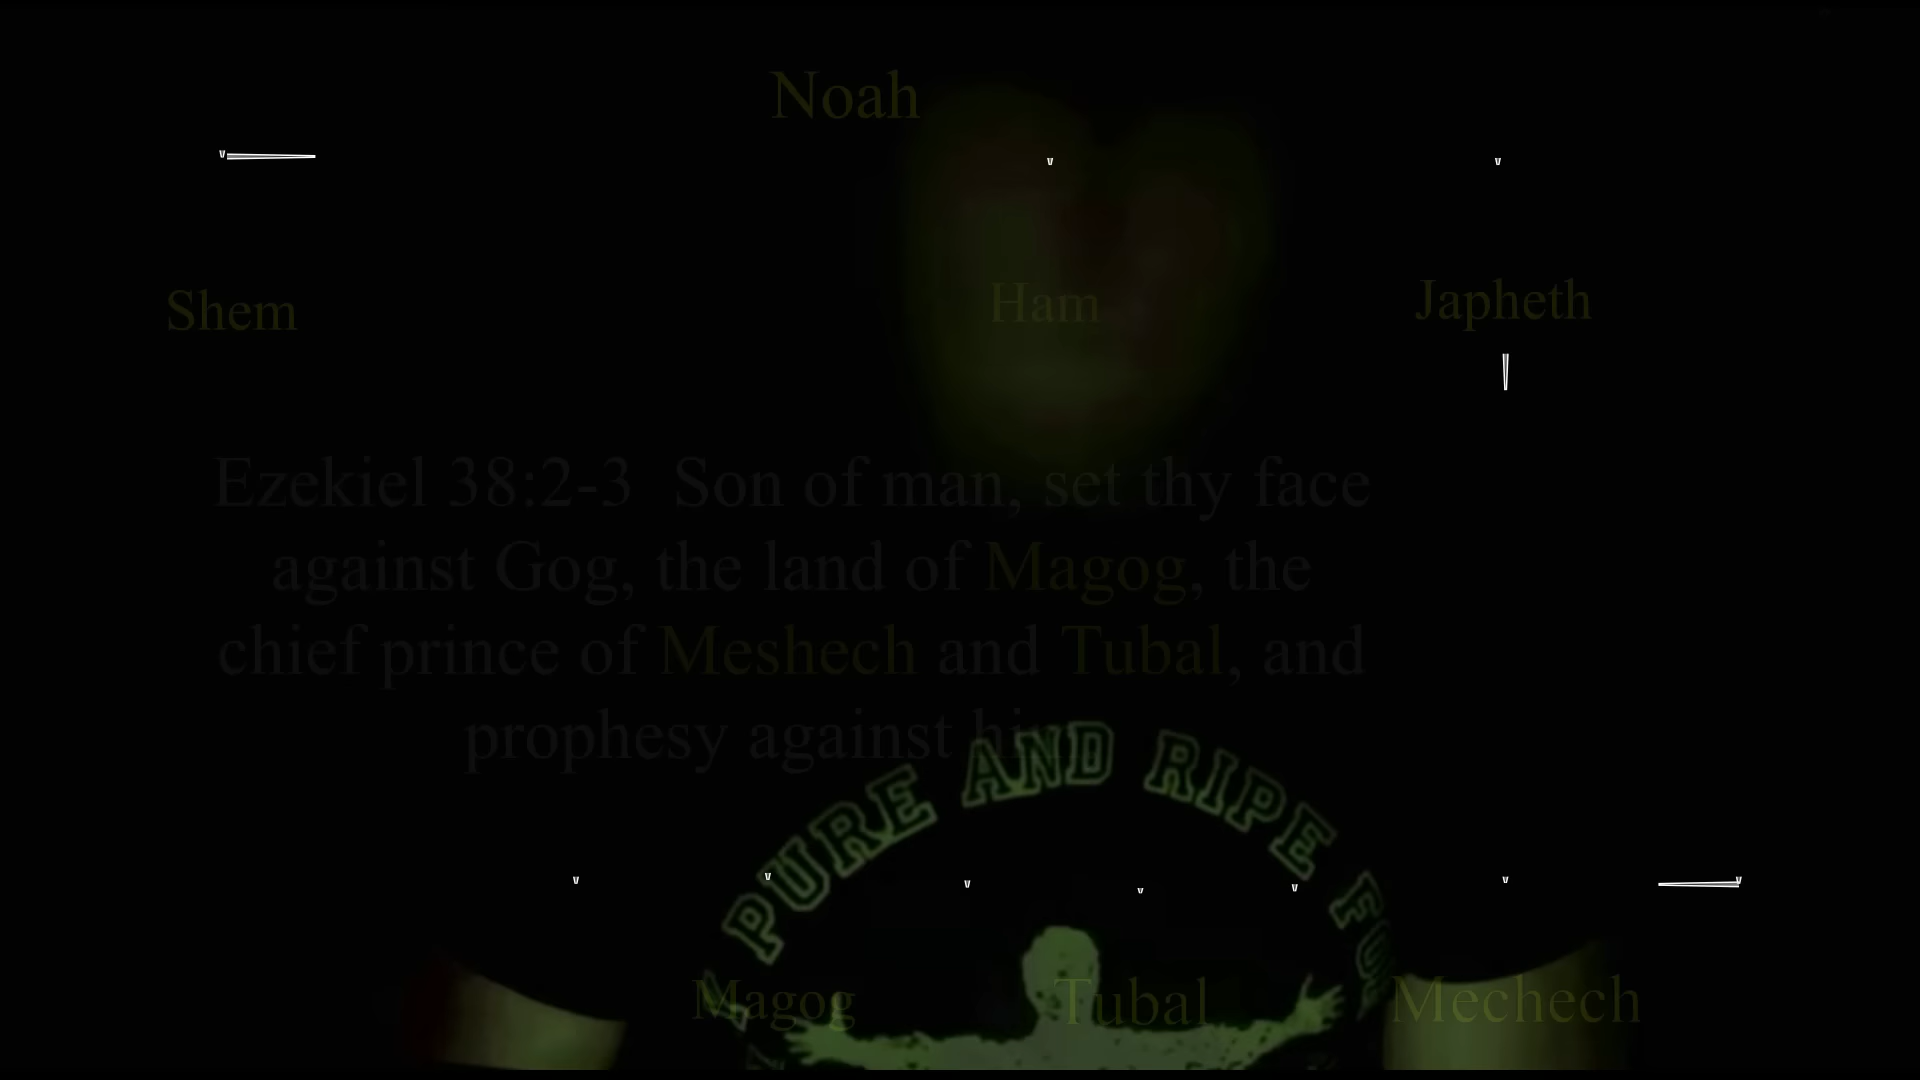 Noah
Shem
Ham
Japheth
Ezekiel 38:2-3 Son of man, set thy face
against Gog, the land of Magog, the
chief prince of Meshech and Tubal, and
prophesy against
PURE AND RIPE
Magog
Tubal
Mechech